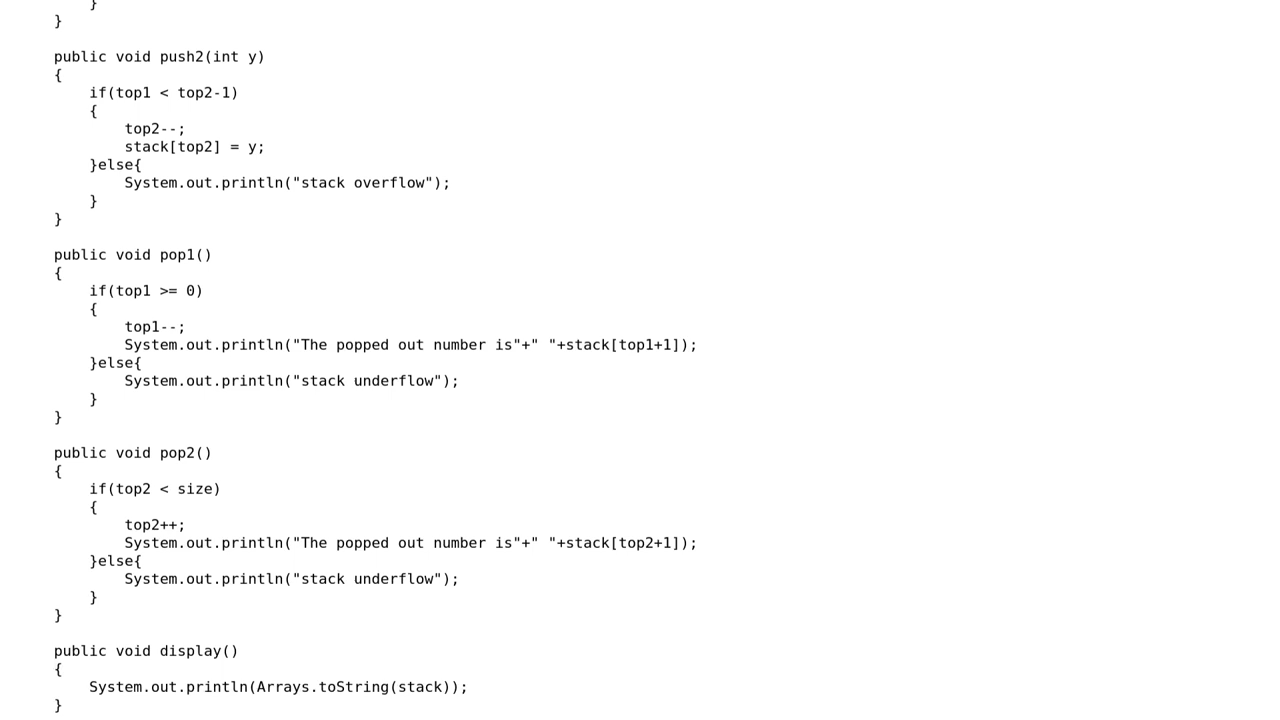 }
    }

    public void push2(int y)
    {
        if(top1 < top2-1)
        {
            top2--;
            stack[top2] = y;
        }else{
            System.out.println("stack overflow");
        }
    }

    public void pop1()
    {
        if(top1 >= 0)
        {
            top1--;
            System.out.println("The popped out number is"+" "+stack[top1+1]);
        }else{
            System.out.println("stack underflow");
        }
    }

    public void pop2()
    {
        if(top2 < size)
        {
            top2++;
            System.out.println("The popped out number is"+" "+stack[top2+1]);
        }else{
            System.out.println("stack underflow");
        }
    }

    public void display()
    {
        System.out.println(Arrays.toString(stack));
    }